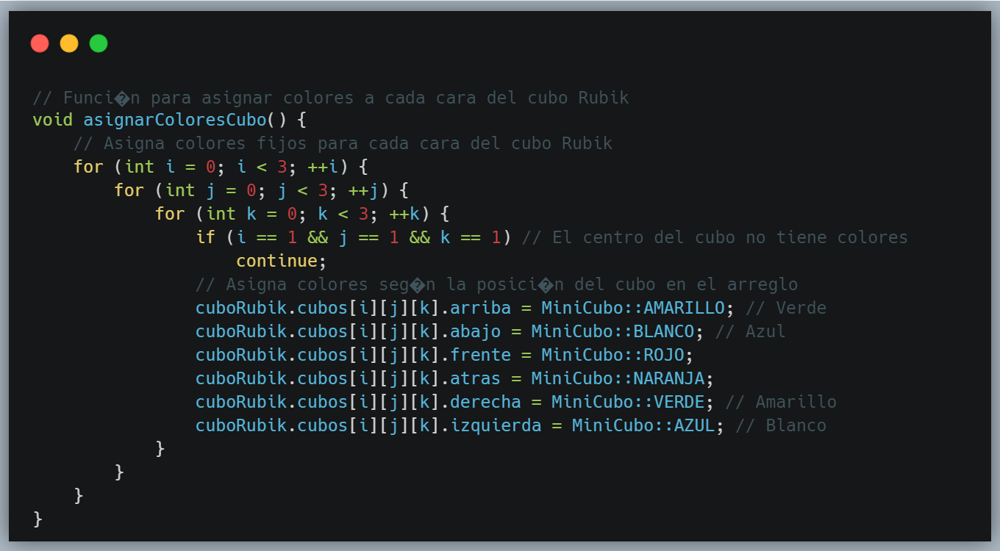 // Funci�n para asignar colores a cada cara del cubo Rubik
void asignarColoresCubo() {
    // Asigna colores fijos para cada cara del cubo Rubik
    for (int i = 0; i < 3; ++i) {
        for (int j = 0; j < 3; ++j) {
            for (int k = 0; k < 3; ++k) {
                if (i == 1 && j == 1 && k == 1) // El centro del cubo no tiene colores
                    continue;
                // Asigna colores seg�n la posici�n del cubo en el arreglo
                cuboRubik.cubos[i][j][k].arriba = MiniCubo::AMARILLO; // Verde
                cuboRubik.cubos[i][j][k].abajo = MiniCubo::BLANCO; // Azul
                cuboRubik.cubos[i][j][k].frente = MiniCubo::ROJO;
                cuboRubik.cubos[i][j][k].atras = MiniCubo::NARANJA;
                cuboRubik.cubos[i][j][k].derecha = MiniCubo::VERDE; // Amarillo
                cuboRubik.cubos[i][j][k].izquierda = MiniCubo::AZUL; // Blanco
            }
        }
    }
}